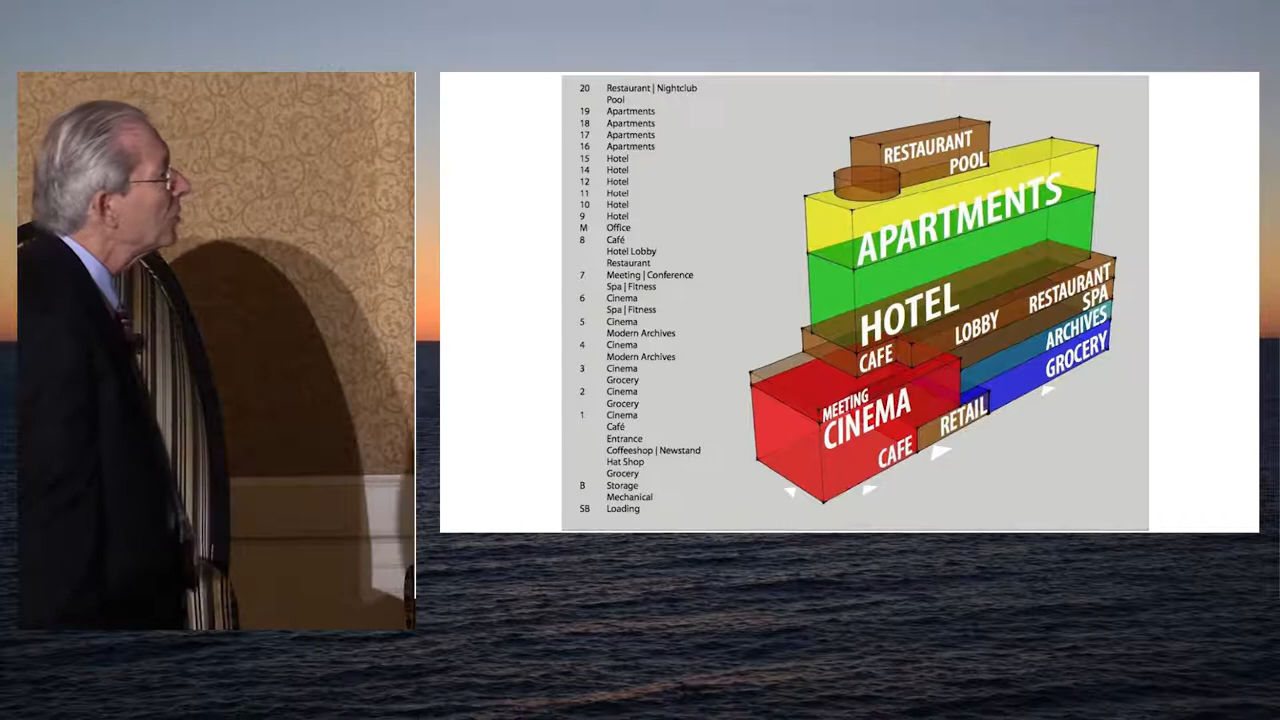 20 Restaurant | Nightclub
Pool
19 Apartments
18 Apartments
17 Apartments
16 Apartments
15 Hotel
14 Hotel
12 Hotel
11 Hotel
10 Hotel
9 Hotel
M Office
8 Café
Hotel Lobby
Restaurant
7 Meeting | Conference
Spa | Fitness
6 Cinema
Spa | Fitness
5 Cinema
Modern Archives
4 Cinema
Modern Archives
3 Cinema
Grocery
2 Cinema
Grocery
1 Cinema
Café
Entrance
Coffeeshop | Newstand
Hat Shop
Grocery
B Storage
Mechanical
SB Loading
RESTAURANT
POOL
APARTMENTS
HOTEL
RESTAURANT
LOBBY
SPA
CAFE
ARCHIVES
GROCERY
MEETING
CINEMA
RETAIL
CAFE